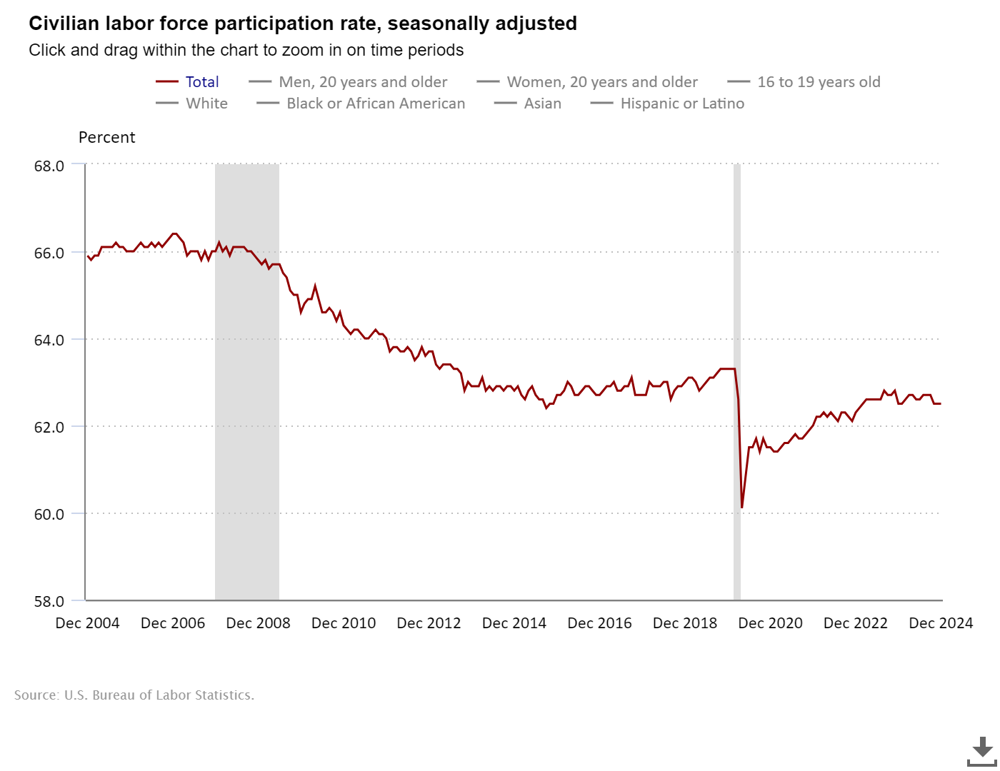 Civilian labor force participation rate, seasonally adjusted
Click and drag within the chart to zoom in on time periods
Total Men, 20 years and older Women, 20 years and older 16 to 19 years old
White Black or African American Asian Hispanic or Latino
Percent
68.0
66.0
64.0
62.0
60.0
58.0
Dec 2004 Dec 2006 Dec 2008 Dec 2010 Dec 2012 Dec 2014 Dec 2016 Dec 2018 Dec 2020 Dec 2022 Dec 2024
Source: U.S. Bureau of Labor Statistics.